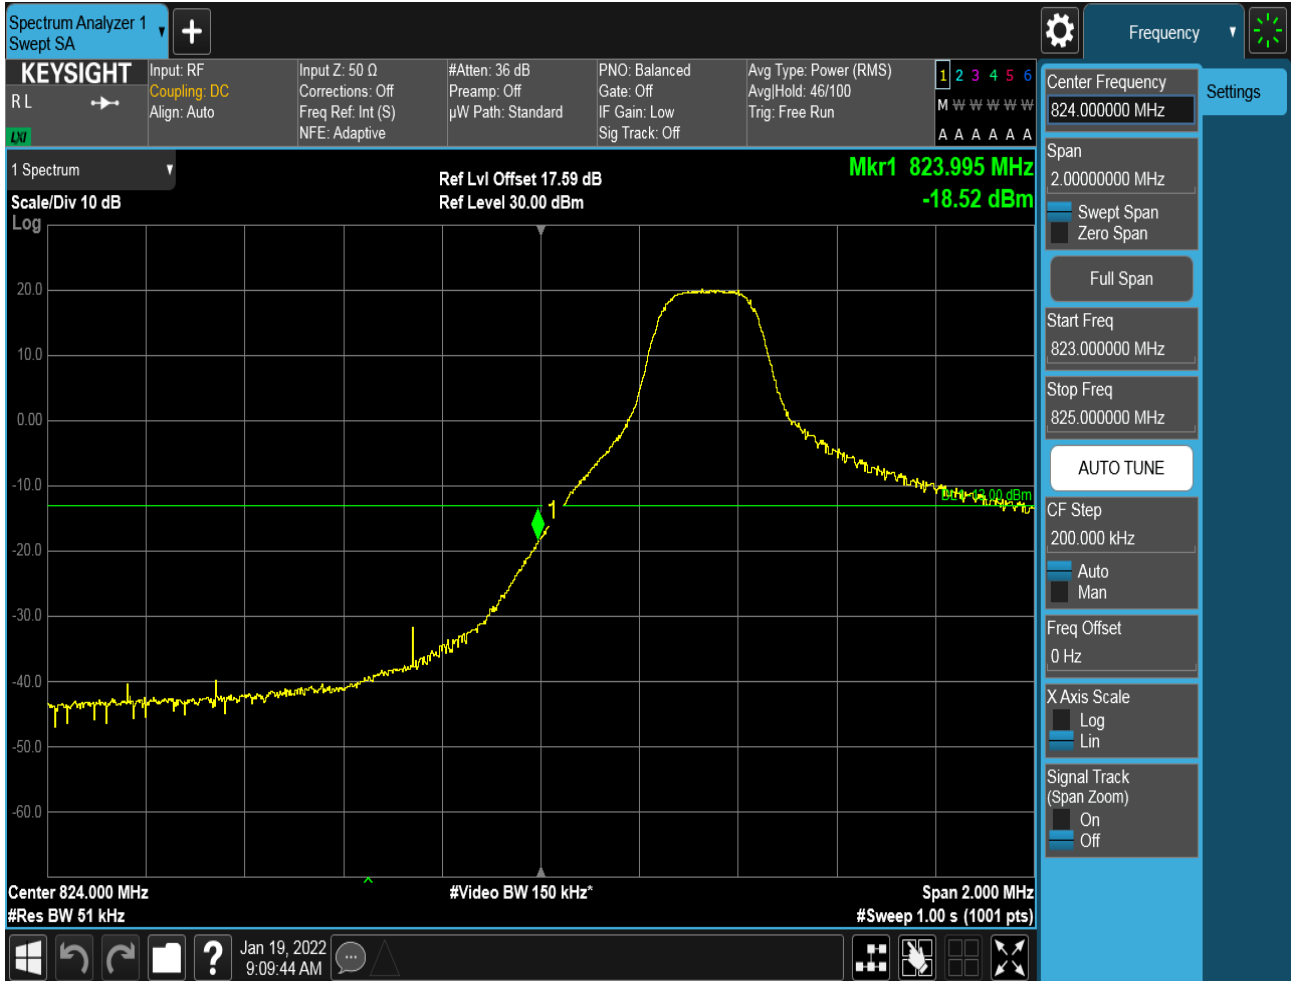 Spectrum Analyzer 1
Swept SA
+
Frequency
KEYSIGHT
R L
LXI
Input: RF
Coupling: DC
Align: Auto
Input Z: 50 Ω
Corrections: Off
Freq Ref: Int (S)
NFE: Adaptive
#Atten: 36 dB
Preamp: Off
µW Path: Standard
PNO: Balanced
Gate: Off
IF Gain: Low
Sig Track: Off
Avg Type: Power (RMS)
Avg|Hold: 46/100
Trig: Free Run
1 2 3 4 5 6
M W W W W W
A A A A A A
1 Spectrum
Scale/Div 10 dB
Log
Ref Lvl Offset 17.59 dB
Ref Level 30.00 dBm
Mkr1 823.995 MHz
-18.52 dBm
20.0
10.0
0.00
-10.0
-20.0
-30.0
-40.0
-50.0
-60.0
1
DL1 -13.00 dBm
Center 824.000 MHz
#Res BW 51 kHz
#Video BW 150 kHz*
Span 2.000 MHz
#Sweep 1.00 s (1001 pts)
Center Frequency
824.000000 MHz
Settings
Span
2.00000000 MHz
Swept Span
Zero Span
Full Span
Start Freq
823.000000 MHz
Stop Freq
825.000000 MHz
AUTO TUNE
CF Step
200.000 kHz
Auto
Man
Freq Offset
0 Hz
X Axis Scale
Log
Lin
Signal Track
(Span Zoom)
On
Off
?
Jan 19, 2022
9:09:44 AM